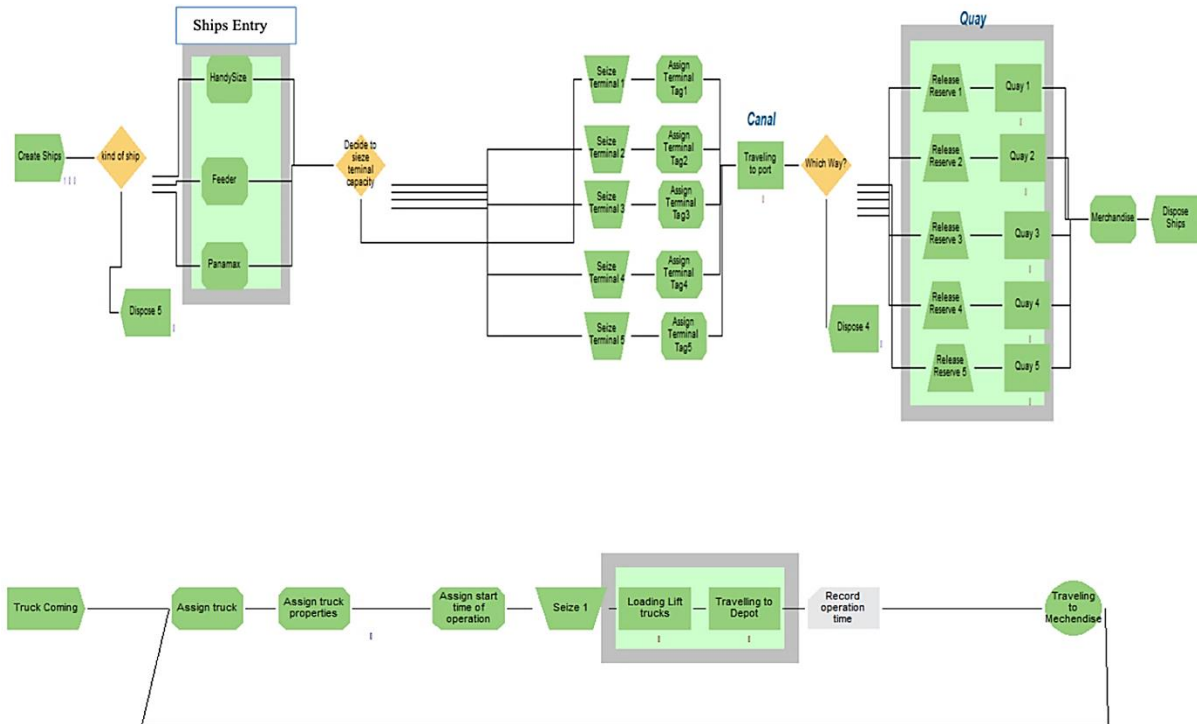 Ships Entry
Quay
HandySize
Create Ships
kind of ship
Feeder
Panamax
Dispose 5
Decide to
sieze
teminal
capacity
Seize
Terminal 1
Assign
Terminal
Tag1
Seize
Terminal 2
Assign
Terminal
Tag2
Seize
Terminal 3
Assign
Terminal
Tag3
Seize
Terminal 4
Assign
Terminal
Tag4
Seize
Terminal 5
Assign
Terminal
Tag5
Canal
Traveling
to port
Which Way?
Dispose 4
Release
Reserve 1
Quay 1
Release
Reserve 2
Quay 2
Release
Reserve 3
Quay 3
Release
Reserve 4
Quay 4
Release
Reserve 5
Quay 5
Merchandise
Dispose
Ships
Truck Coming
Assign truck
Assign truck
properties
Assign start
time of
operation
Seize 1
Loading Lift
trucks
Travelling to
Depot
Record
operation
time
Traveling
to
Mechendise